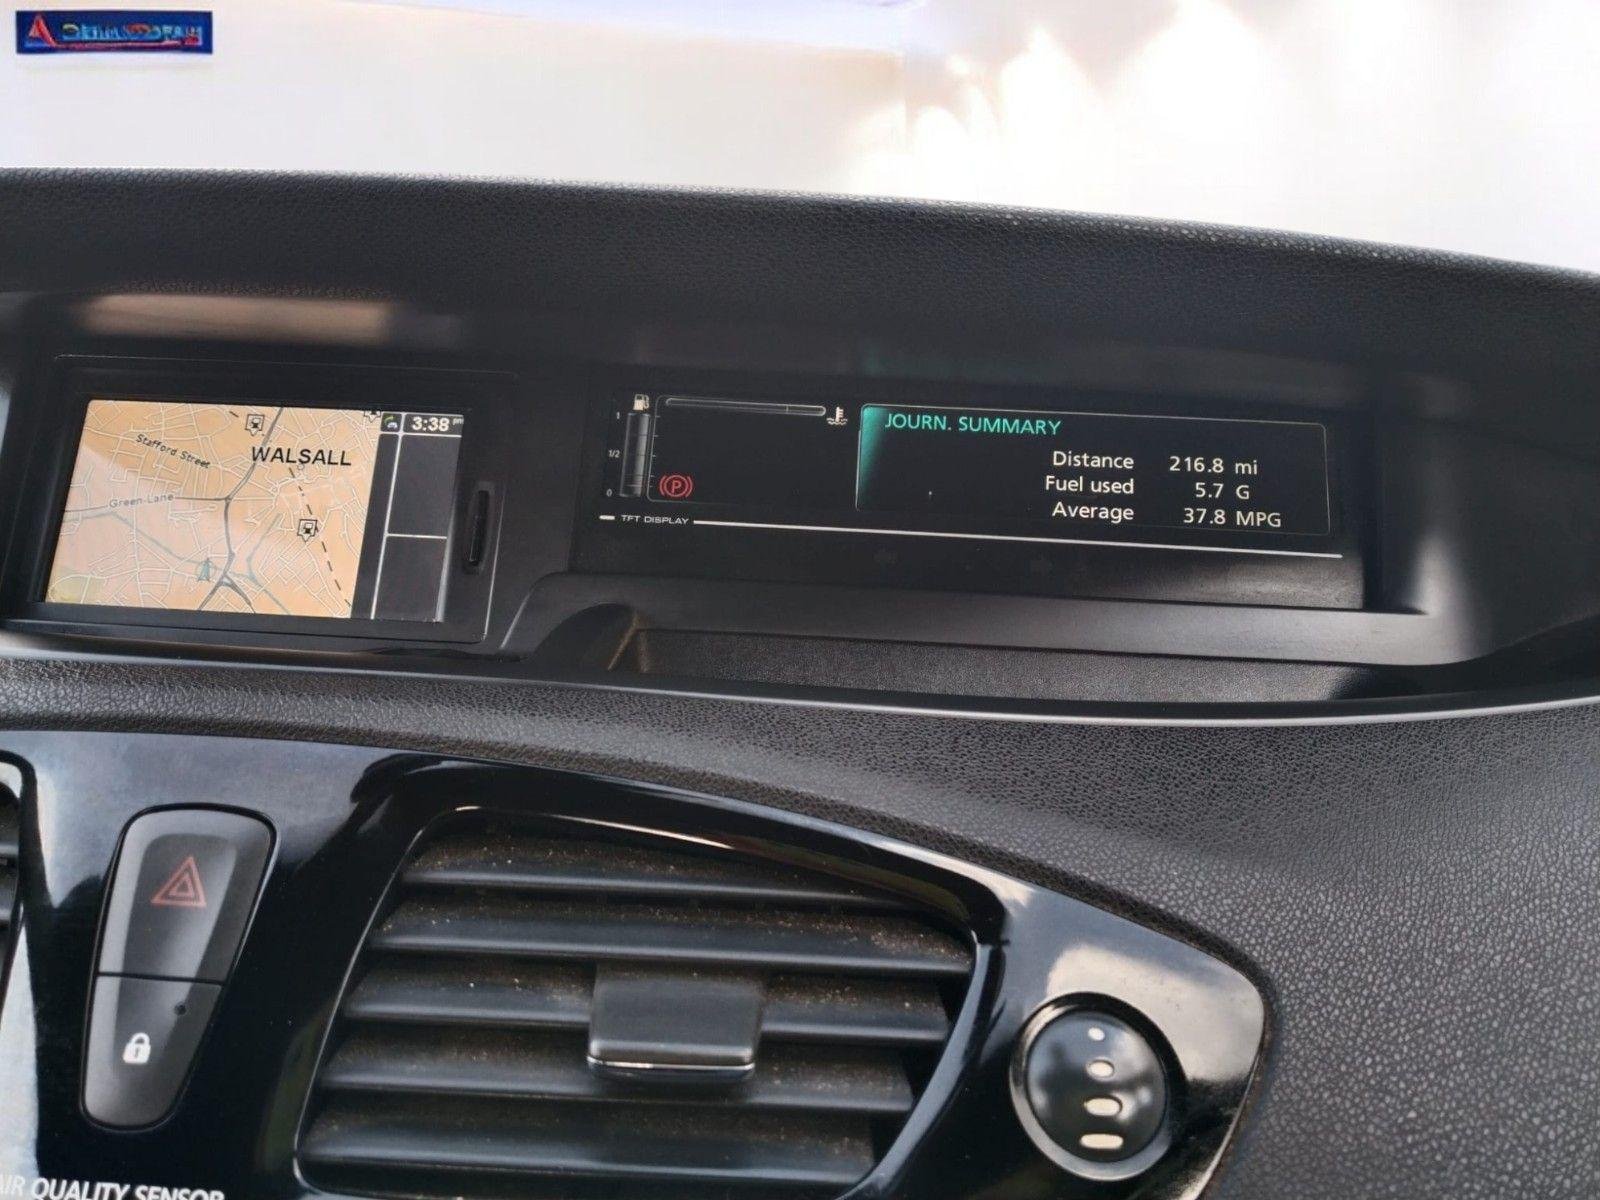 Stafford Street
WALSALL
Green Lane
3:38 pm
1
1/2
0
TFT DISPLAY
JOURN. SUMMARY
Distance 216.8 mi
Fuel used 5.7 G
Average 37.8 MPG
AIR QUALITY SENSOR